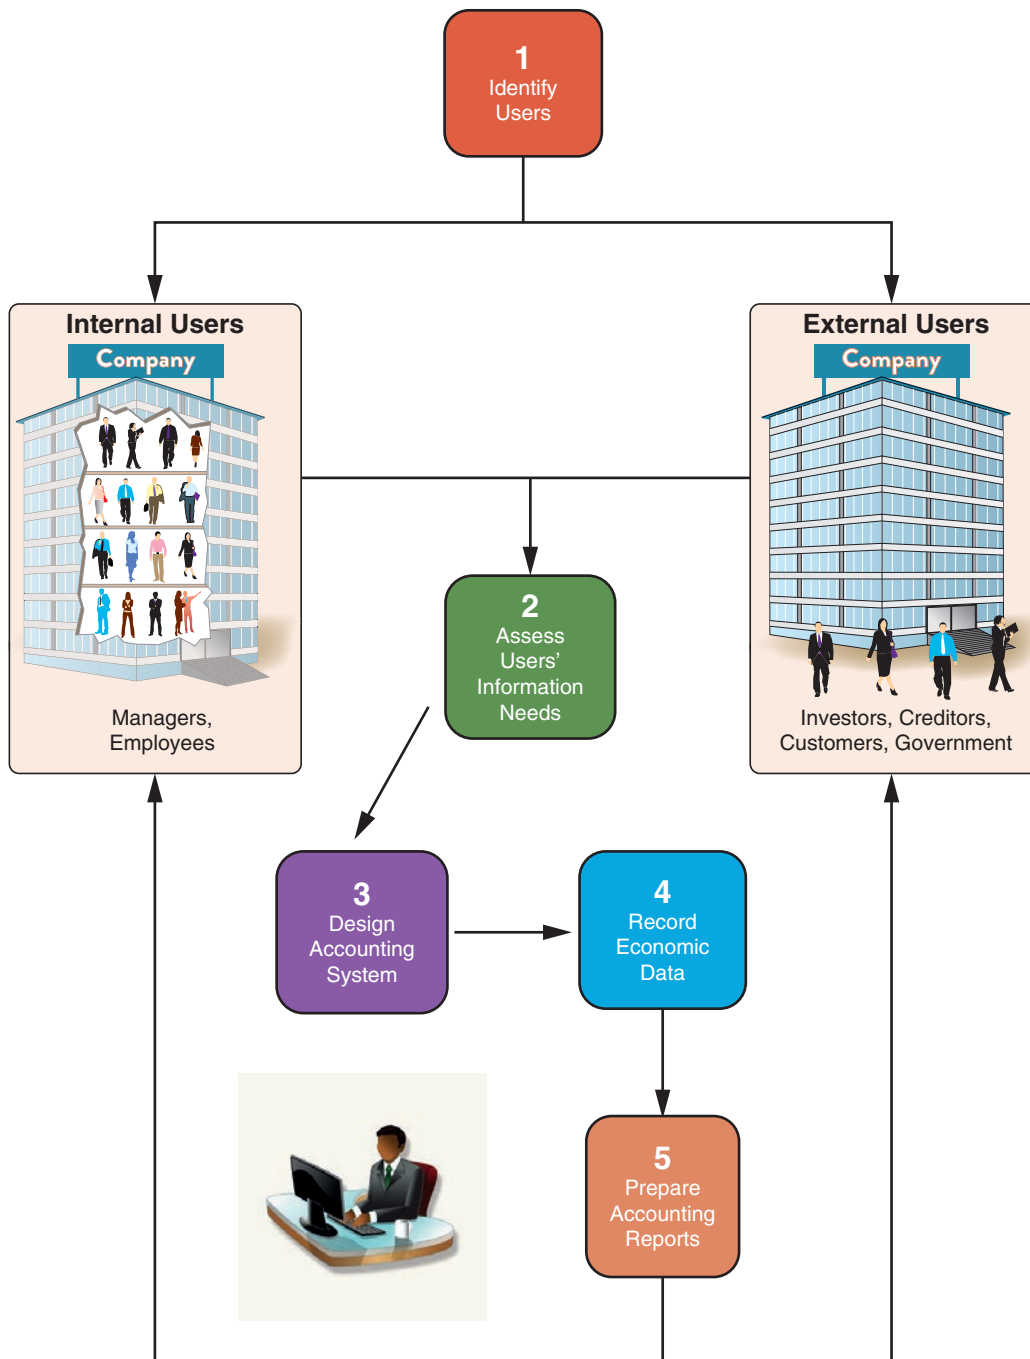 1
Identify
Users
Internal Users
Company
Managers,
Employees
External Users
Company
Investors, Creditors,
Customers, Government
2
Assess
Users’
Information
Needs
3
Design
Accounting
System
4
Record
Economic
Data
5
Prepare
Accounting
Reports